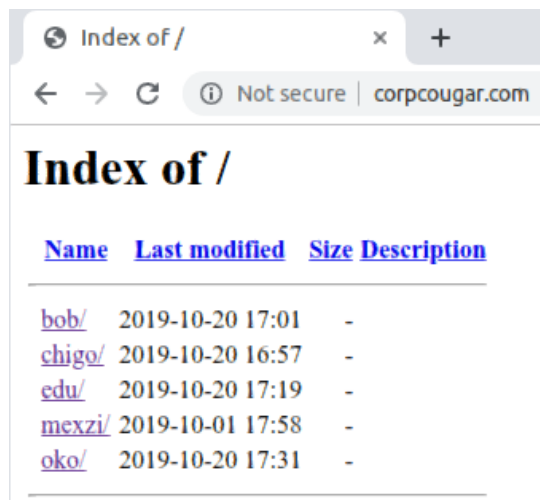 Index of /
Not secure | corpcougar.com
Index of /
Name Last modified Size Description
bob/ 2019-10-20 17:01 -
chigo/ 2019-10-20 16:57 -
edu/ 2019-10-20 17:19 -
mexzi/ 2019-10-01 17:58 -
oko/ 2019-10-20 17:31 -